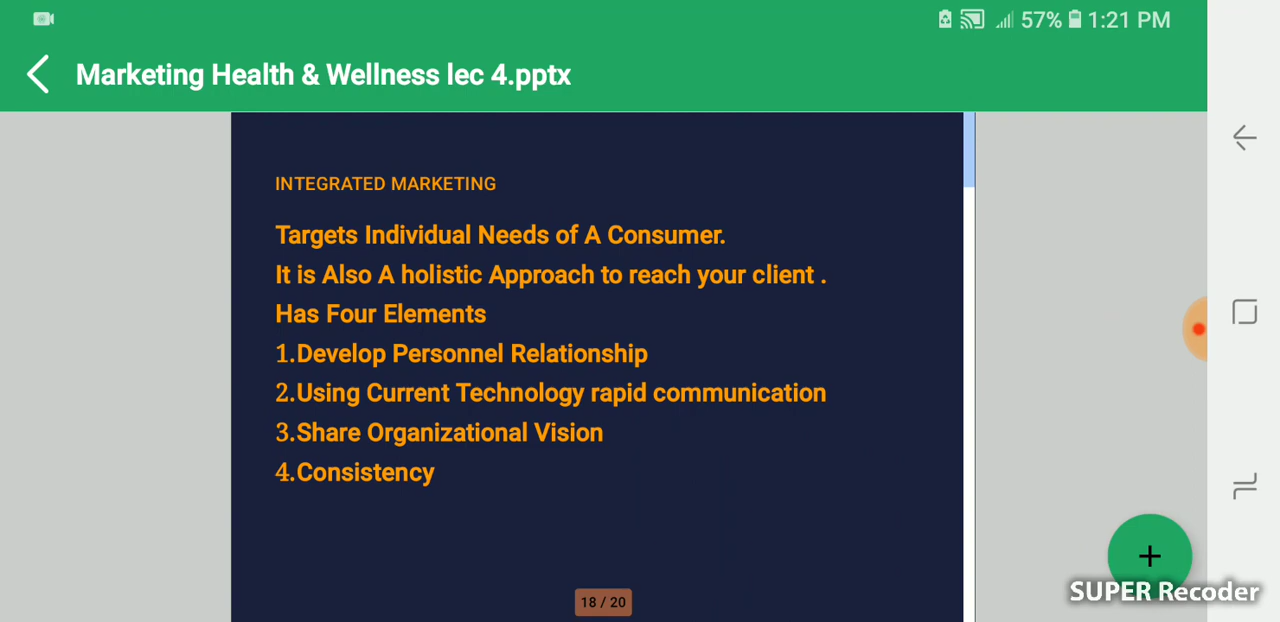 57% 1:21 PM
Marketing Health & Wellness lec 4.pptx
INTEGRATED MARKETING
Targets Individual Needs of A Consumer.
It is Also A holistic Approach to reach your client .
Has Four Elements
1.Develop Personnel Relationship
2.Using Current Technology rapid communication
3.Share Organizational Vision
4.Consistency
18 / 20
SUPER Recoder